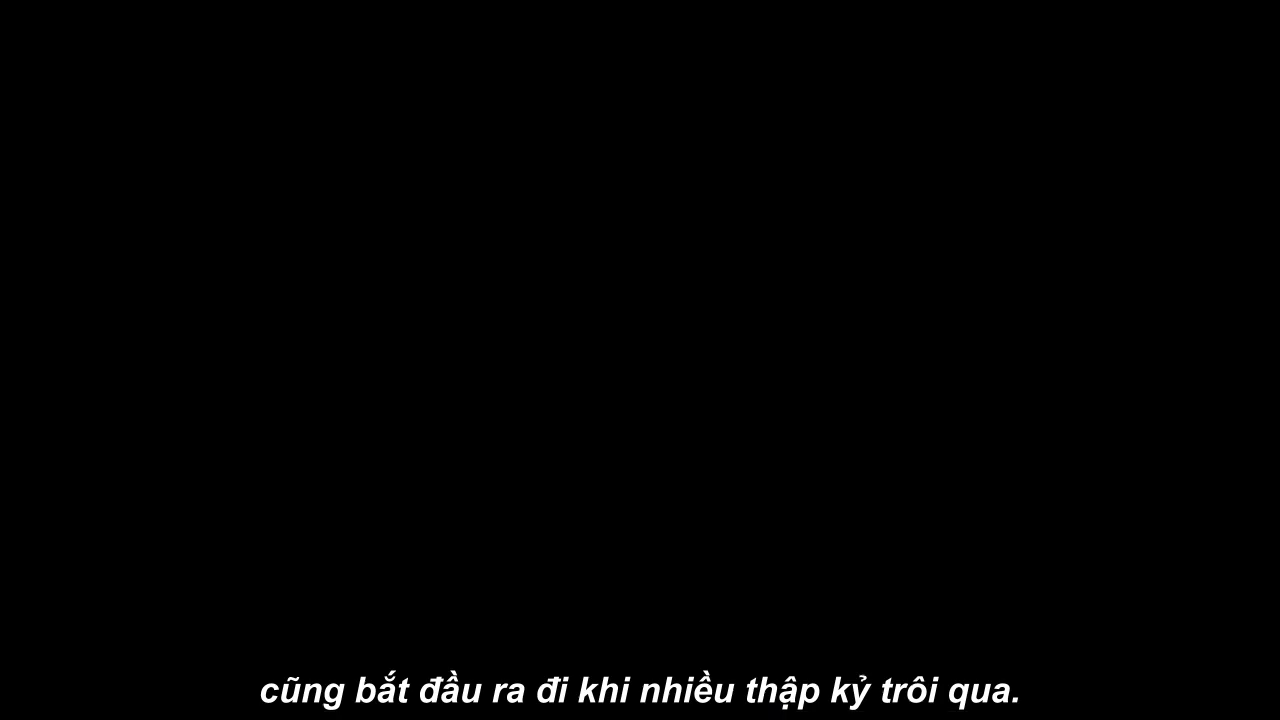 cũng bắt đầu ra đi khi nhiều thập kỷ trôi qua.